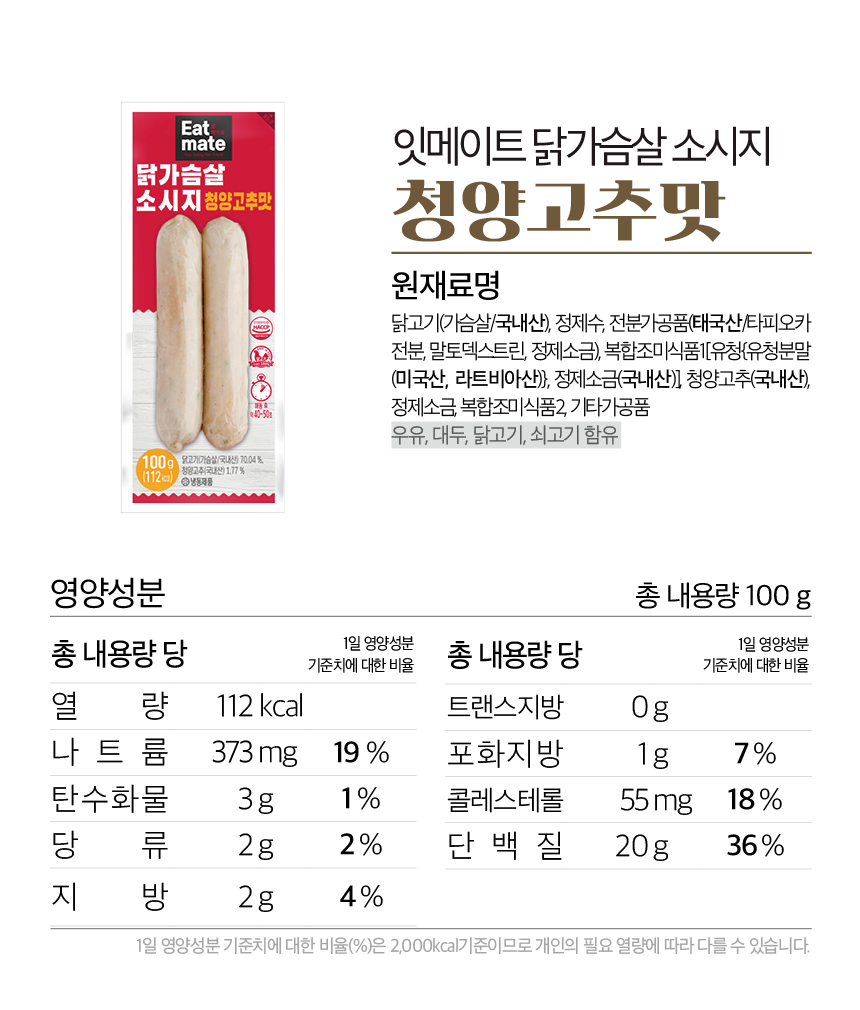 Eat
mate
닭가슴살
소시지 청양고추맛
HACCP
약 40~50초
100g
(112 kcal)
닭고기(가슴살/국내산) 70.04 %,
청양고추(국내산) 1.77 %
냉동제품
잇메이트 닭가슴살 소시지
청양고추맛
원재료명
닭고기(가슴살/국내산), 정제수, 전분가공품(태국산/타피오카
전분, 말토덱스트린, 정제소금), 복합조미식품1[유청{유청분말
(미국산, 라트비아산)}, 정제소금(국내산)], 청양고추(국내산),
정제소금, 복합조미식품2, 기타가공품
우유, 대두, 닭고기, 쇠고기 함유
영양성분 총 내용량 100 g
총 내용량 당 1일 영양성분
기준치에 대한 비율
열 량 112 kcal
나 트 륨 373 mg 19 %
탄수화물 3 g 1 %
당 류 2 g 2 %
지 방 2 g 4 %
총 내용량 당 1일 영양성분
기준치에 대한 비율
트랜스지방 0 g
포화지방 1 g 7 %
콜레스테롤 55 mg 18 %
단 백 질 20 g 36 %
1일 영양성분 기준치에 대한 비율(%)은 2,000kcal기준이므로 개인의 필요 열량에 따라 다를 수 있습니다.